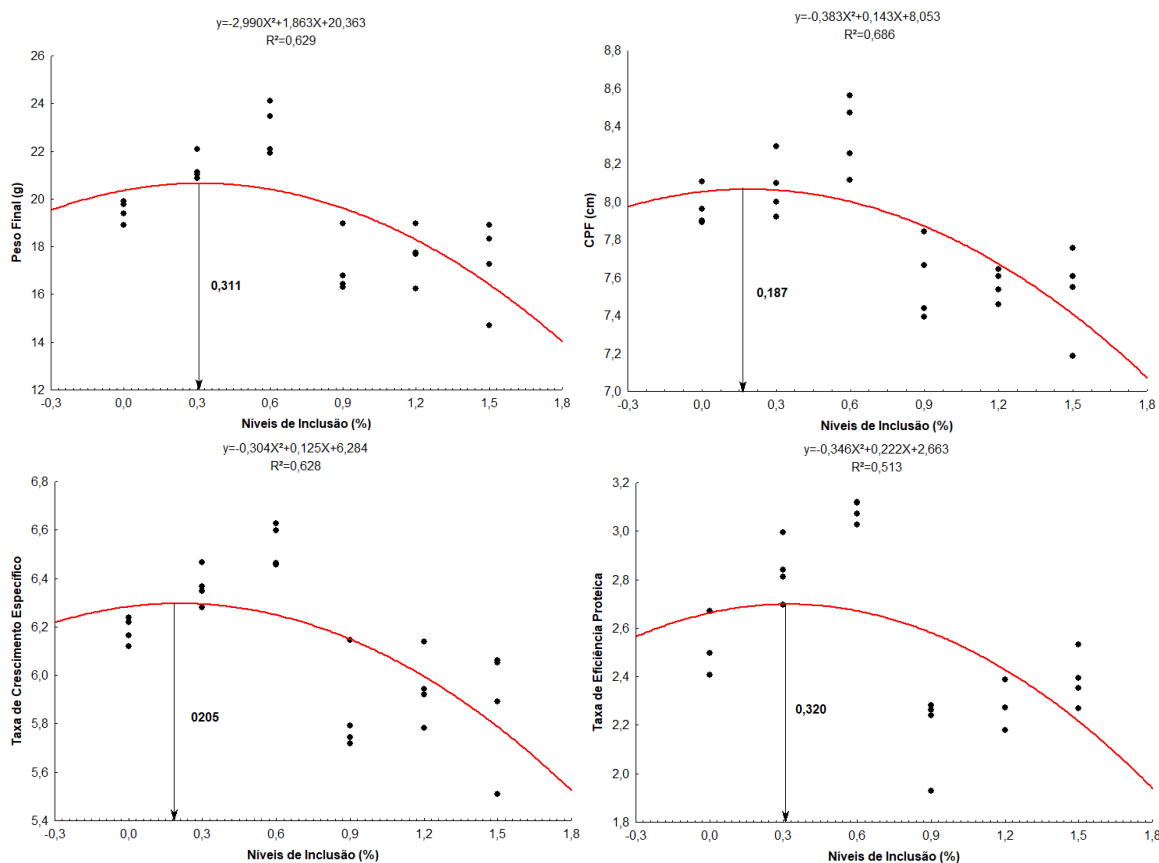 y=-2,990X²+1,863X+20,363
R²=0,629
26
24
22
20
18
16
14
12
Peso Final (g)
0,311
-0,3 0,0 0,3 0,6 0,9 1,2 1,5 1,8
Níveis de Inclusão (%)
y=-0,383X²+0,143X+8,053
R²=0,686
8,8
8,6
8,4
8,2
8,0
7,8
7,6
7,4
7,2
7,0
CPF (cm)
0,187
-0,3 0,0 0,3 0,6 0,9 1,2 1,5 1,8
Níveis de Inclusão (%)
y=-0,304X²+0,125X+6,284
R²=0,628
6,8
6,6
6,4
6,2
6,0
5,8
5,6
5,4
Taxa de Crescimento Específico
0205
-0,3 0,0 0,3 0,6 0,9 1,2 1,5 1,8
Níveis de Inclusão (%)
y=-0,346X²+0,222X+2,663
R²=0,513
3,2
3,0
2,8
2,6
2,4
2,2
2,0
1,8
Taxa de Eficiência Proteica
0,320
-0,3 0,0 0,3 0,6 0,9 1,2 1,5 1,8
Níveis de Inclusão (%)